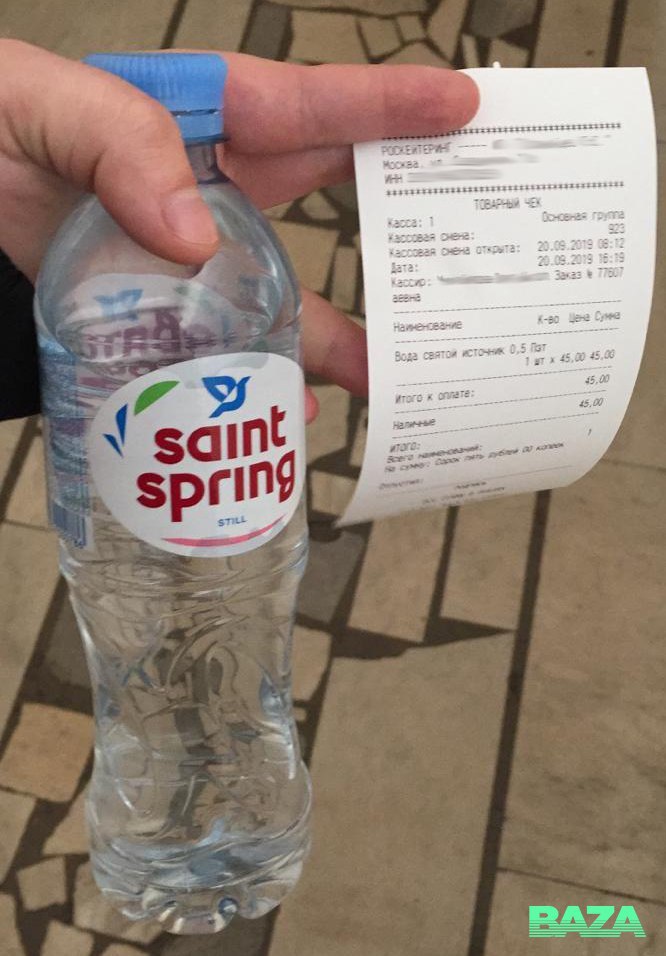 saint
spring
STILL
************************************
РОСКЕЙТЕРИНГ
Москва, ул.
ИНН
************************************
ТОВАРНЫЙ ЧЕК
Касса: 1 Основная группа
Кассовая смена: 923
Кассовая смена открыта: 20.09.2019 08:12
Дата: 20.09.2019 16:19
Кассир: Заказ № 77607
аевна
Наименование К-во Цена Сумма
Вода святой источник 0,5 Пэт
1 шт x 45,00 45,00
Итого к оплате: 45,00
Наличные 45,00
ИТОГО:
Всего наименований: 1
На сумму: Сорок пять рублей 00 копеек
Отпустил:
BAZA